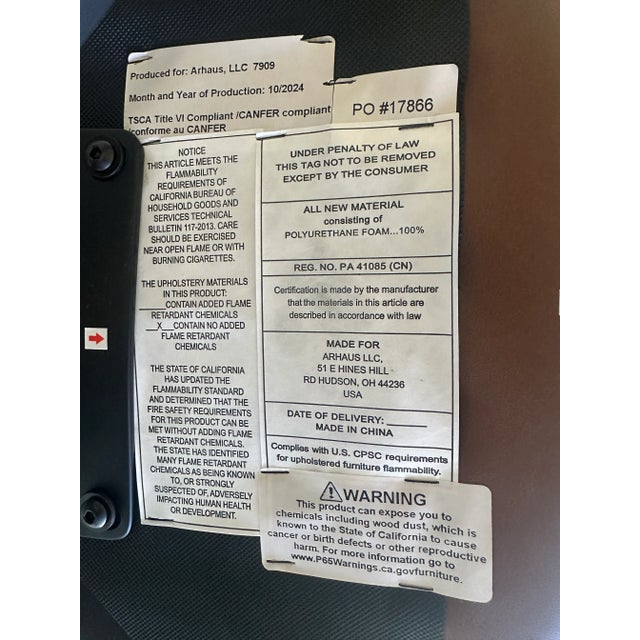 Produced for: Arhaus, LLC 7909
Month and Year of Production: 10/2024
TSCA Title VI Compliant /CANFER compliant
conforme au CANFER
PO #17866
NOTICE
THIS ARTICLE MEETS THE
FLAMMABILITY
REQUIREMENTS OF
CALIFORNIA BUREAU OF
HOUSEHOLD GOODS AND
SERVICES TECHNICAL
BULLETIN 117-2013. CARE
SHOULD BE EXERCISED
NEAR OPEN FLAME OR WITH
BURNING CIGARETTES.
THE UPHOLSTERY MATERIALS
IN THIS PRODUCT:
_____CONTAIN ADDED FLAME
RETARDANT CHEMICALS
__X__CONTAIN NO ADDED
FLAME RETARDANT
CHEMICALS
THE STATE OF CALIFORNIA
HAS UPDATED THE
FLAMMABILITY STANDARD
AND DETERMINED THAT THE
FIRE SAFETY REQUIREMENTS
FOR THIS PRODUCT CAN BE
MET WITHOUT ADDING FLAME
RETARDANT CHEMICALS.
THE STATE HAS IDENTIFIED
MANY FLAME RETARDANT
CHEMICALS AS BEING KNOWN
TO, OR STRONGLY
SUSPECTED OF, ADVERSELY
IMPACTING HUMAN HEALTH
OR DEVELOPMENT.
UNDER PENALTY OF LAW
THIS TAG NOT TO BE REMOVED
EXCEPT BY THE CONSUMER
ALL NEW MATERIAL
consisting of
POLYURETHANE FOAM...100%
REG. NO. PA 41085 (CN)
Certification is made by the manufacturer
that the materials in this article are
described in accordance with law
MADE FOR
ARHAUS LLC,
51 E HINES HILL
RD HUDSON, OH 44236
USA
DATE OF DELIVERY: ______
MADE IN CHINA
Complies with U.S. CPSC requirements
for upholstered furniture flammability.
⚠WARNING
This product can expose you to
chemicals including wood dust, which is
known to the State of California to cause
cancer or birth defects or other reproductive
harm. For more information go to
www.P65Warnings.ca.govfurniture.